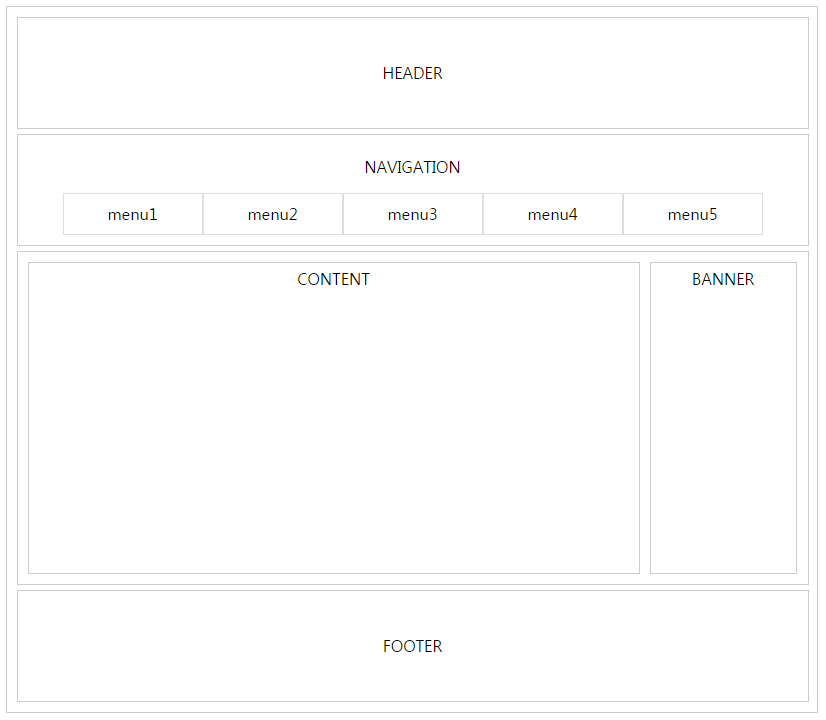 HEADER
NAVIGATION
menu1 menu2 menu3 menu4 menu5
CONTENT BANNER
FOOTER